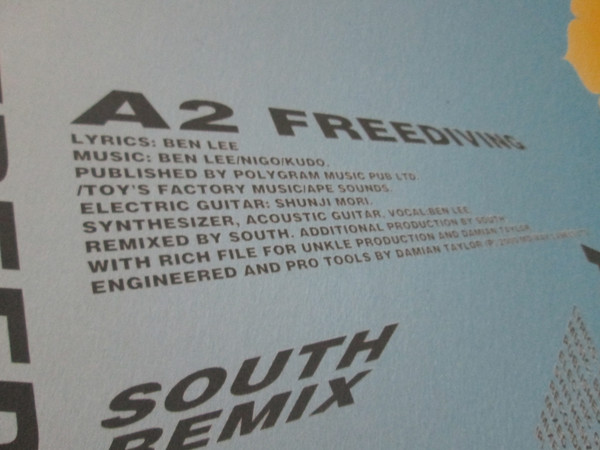 A2 FREEDIVING
LYRICS: BEN LEE
MUSIC: BEN LEE/NIGO/KUDO.
PUBLISHED BY POLYGRAM MUSIC PUB LTD.
/TOY'S FACTORY MUSIC/APE SOUNDS.
ELECTRIC GUITAR: SHUNJI MORI.
SYNTHESIZER, ACOUSTIC GUITAR, VOCAL:BEN LEE.
REMIXED BY SOUTH. ADDITIONAL PRODUCTION BY SOUTH
WITH RICH FILE FOR UNKLE PRODUCTION AND DAMIAN TAYLOR.
ENGINEERED AND PRO TOOLS BY DAMIAN TAYLOR
SOUTH
REMIX